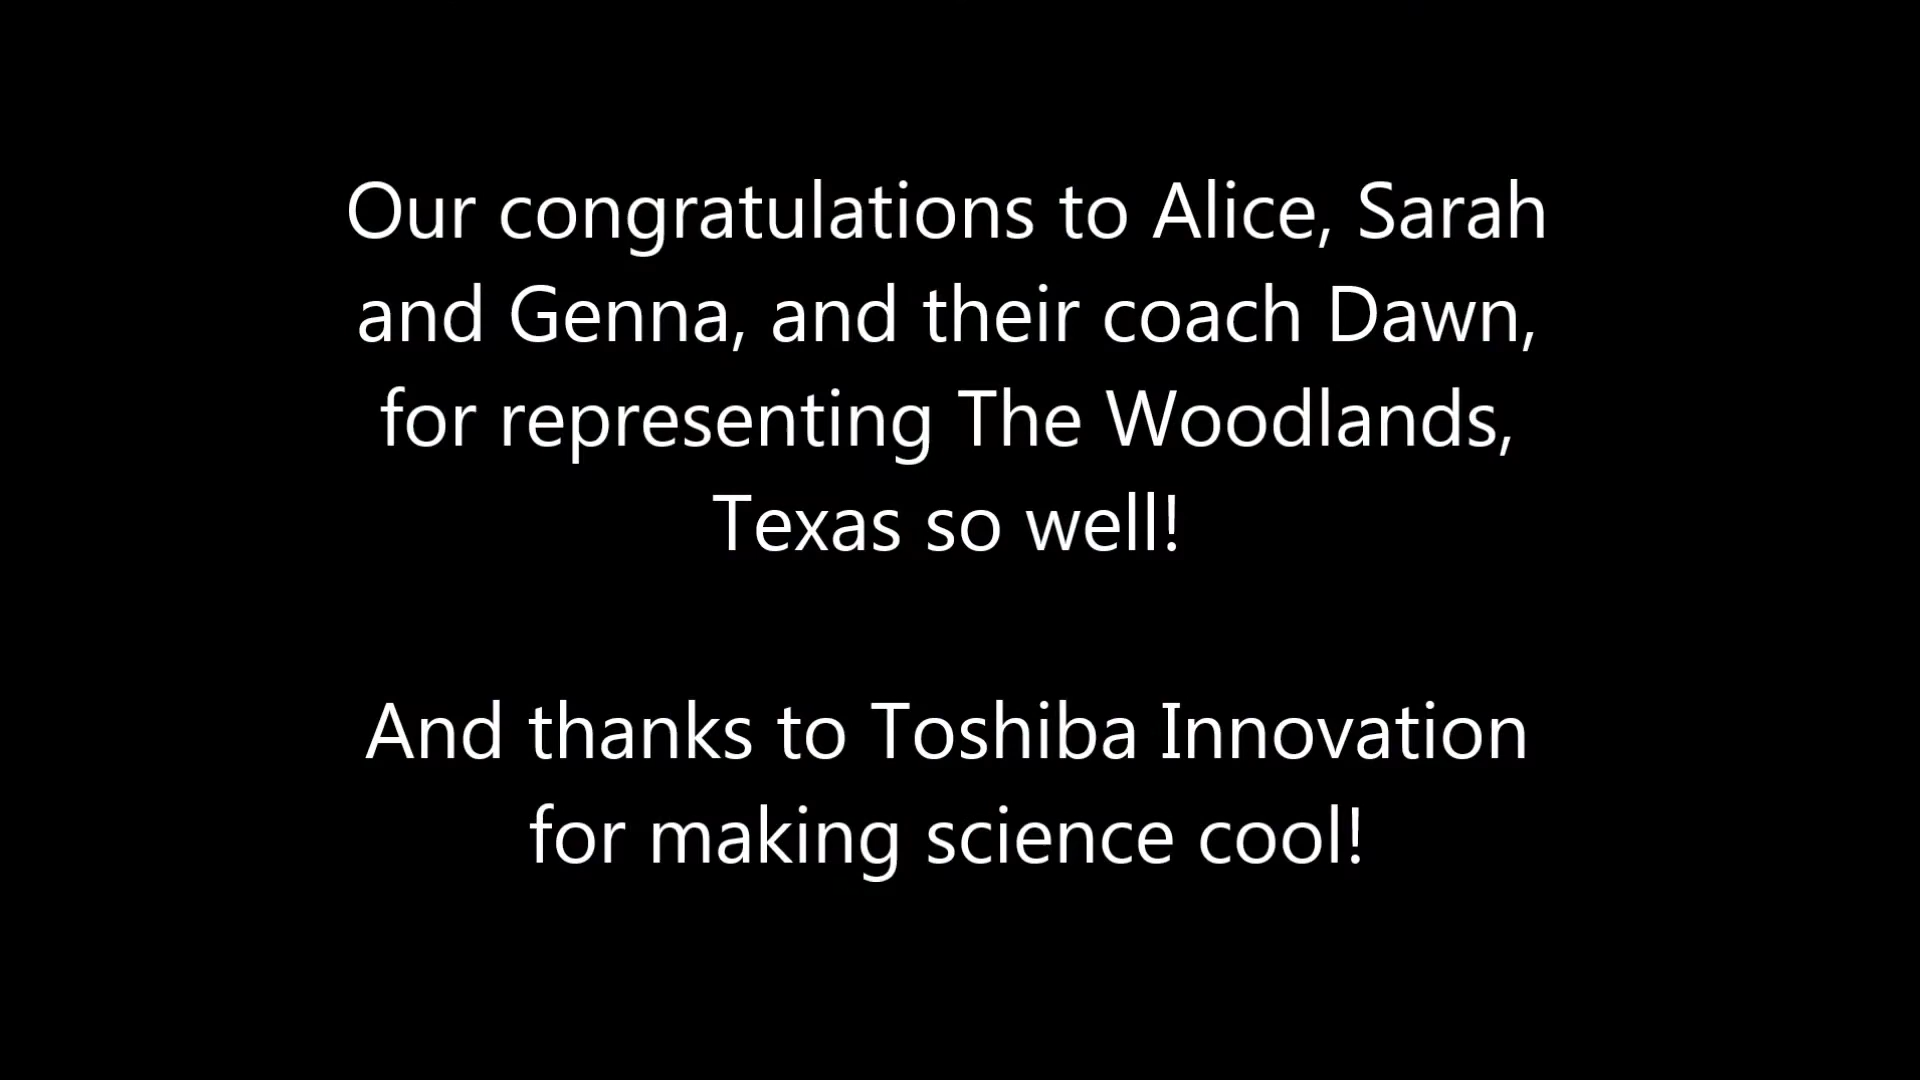 Our congratulations to Alice, Sarah
and Genna, and their coach Dawn,
for representing The Woodlands,
Texas so well!
And thanks to Toshiba Innovation
for making science cool!